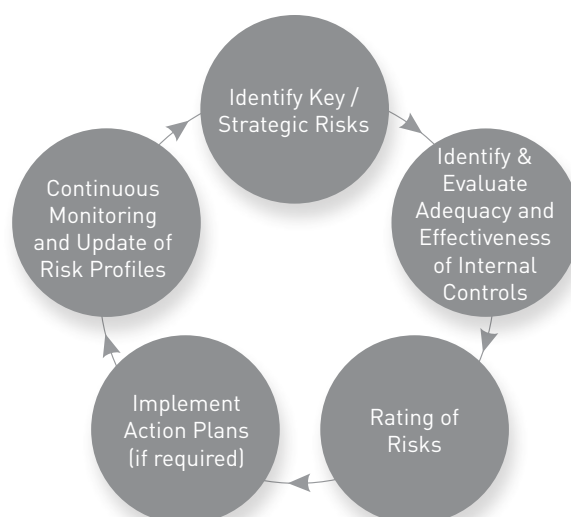 Identify Key /
Strategic Risks
Identify &
Evaluate
Adequacy and
Effectiveness
of Internal
Controls
Rating of
Risks
Implement
Action Plans
(if required)
Continuous
Monitoring
and Update of
Risk Profiles